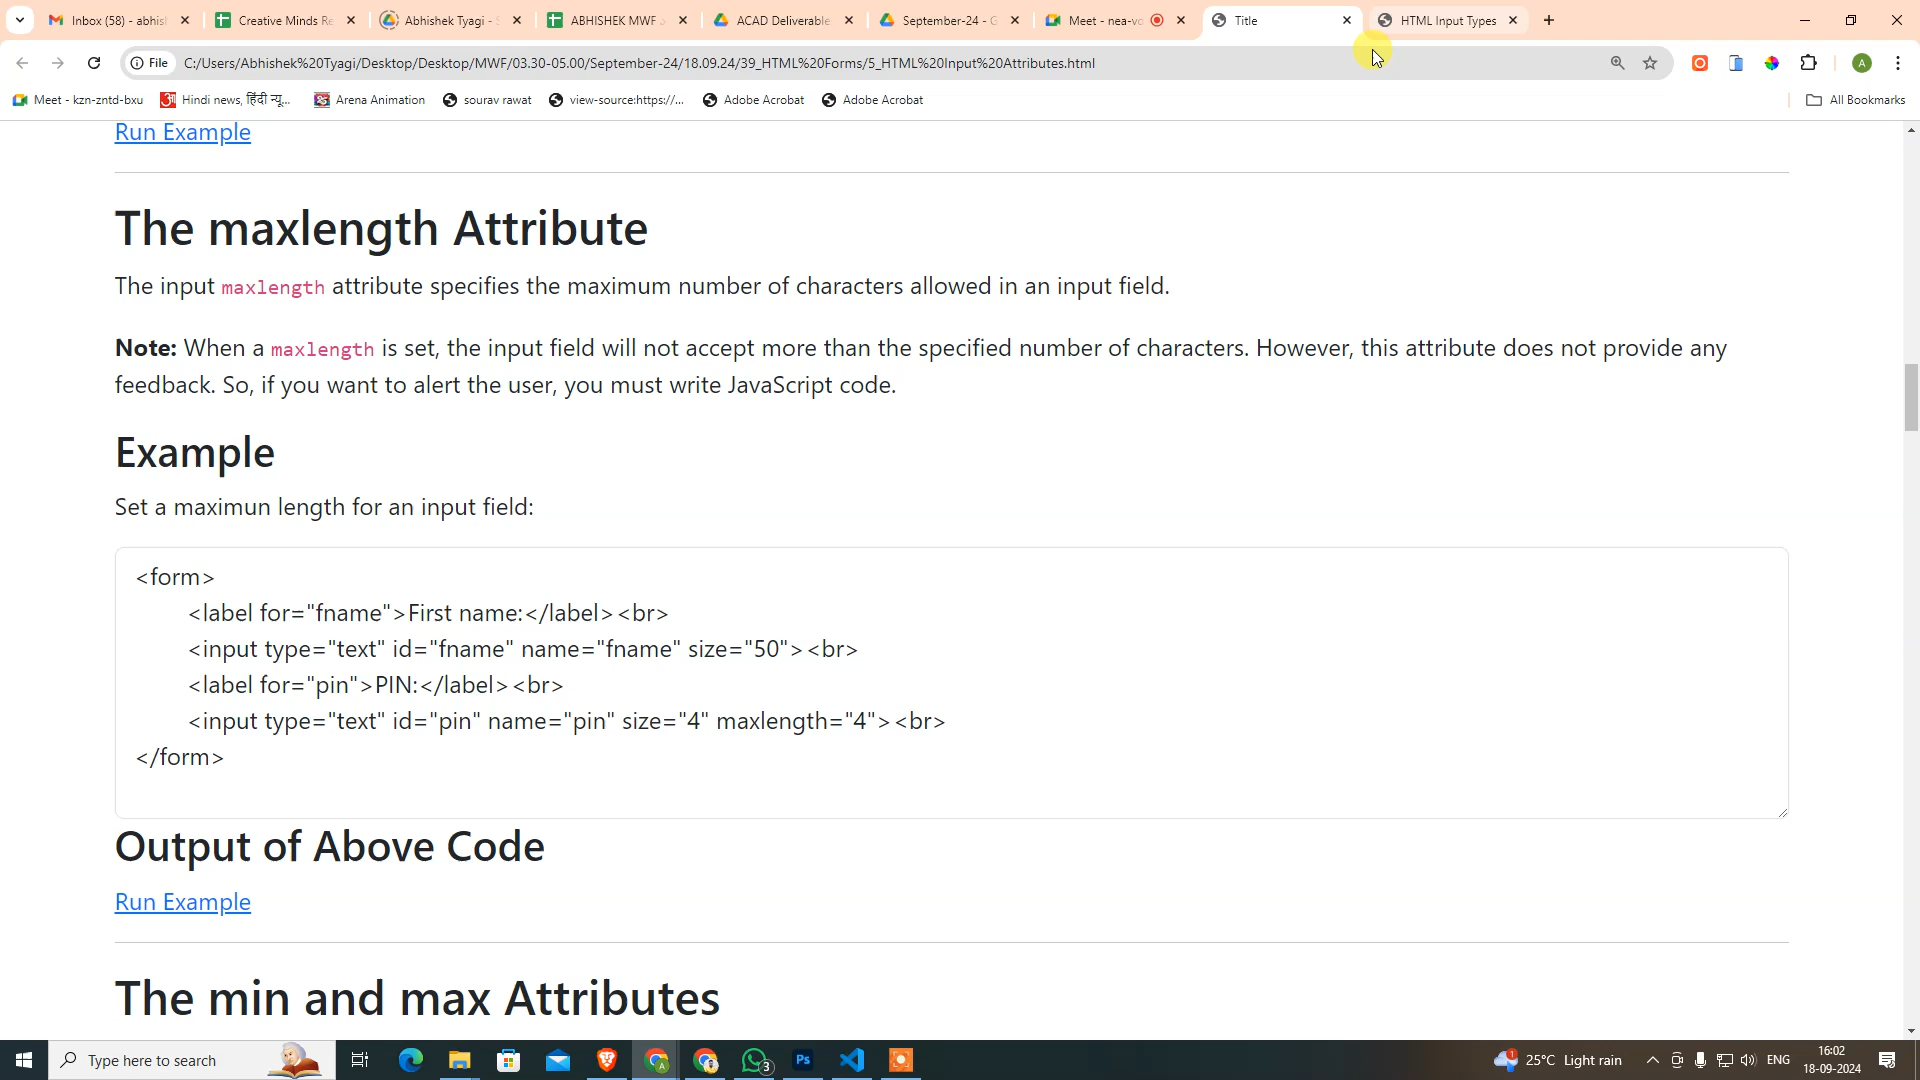 Inbox (58) - abhis
Creative Minds Re
Abhishek Tyagi - S
ABHISHEK MWF
ACAD Deliverable
September-24 - G
Meet - nea-vo
Title
HTML Input Types
File
C:/Users/Abhishek%20Tyagi/Desktop/Desktop/MWF/03.30-05.00/September-24/18.09.24/39_HTML%20Forms/5_HTML%20Input%20Attributes.html
A
Meet - kzn-zntd-bxu
Hindi news, हिंदी न्यू...
Arena Animation
sourav rawat
view-source:https://...
Adobe Acrobat
Adobe Acrobat
All Bookmarks
Run Example
The maxlength Attribute
The input maxlength attribute specifies the maximum number of characters allowed in an input field.
Note: When a maxlength is set, the input field will not accept more than the specified number of characters. However, this attribute does not provide any
feedback. So, if you want to alert the user, you must write JavaScript code.
Example
Set a maximun length for an input field:
<form>
<label for="fname">First name:</label><br>
<input type="text" id="fname" name="fname" size="50"><br>
<label for="pin">PIN:</label><br>
<input type="text" id="pin" name="pin" size="4" maxlength="4"><br>
</form>
Output of Above Code
Run Example
The min and max Attributes
Type here to search
3
Ps
1
25°C Light rain
ENG
16:02
18-09-2024